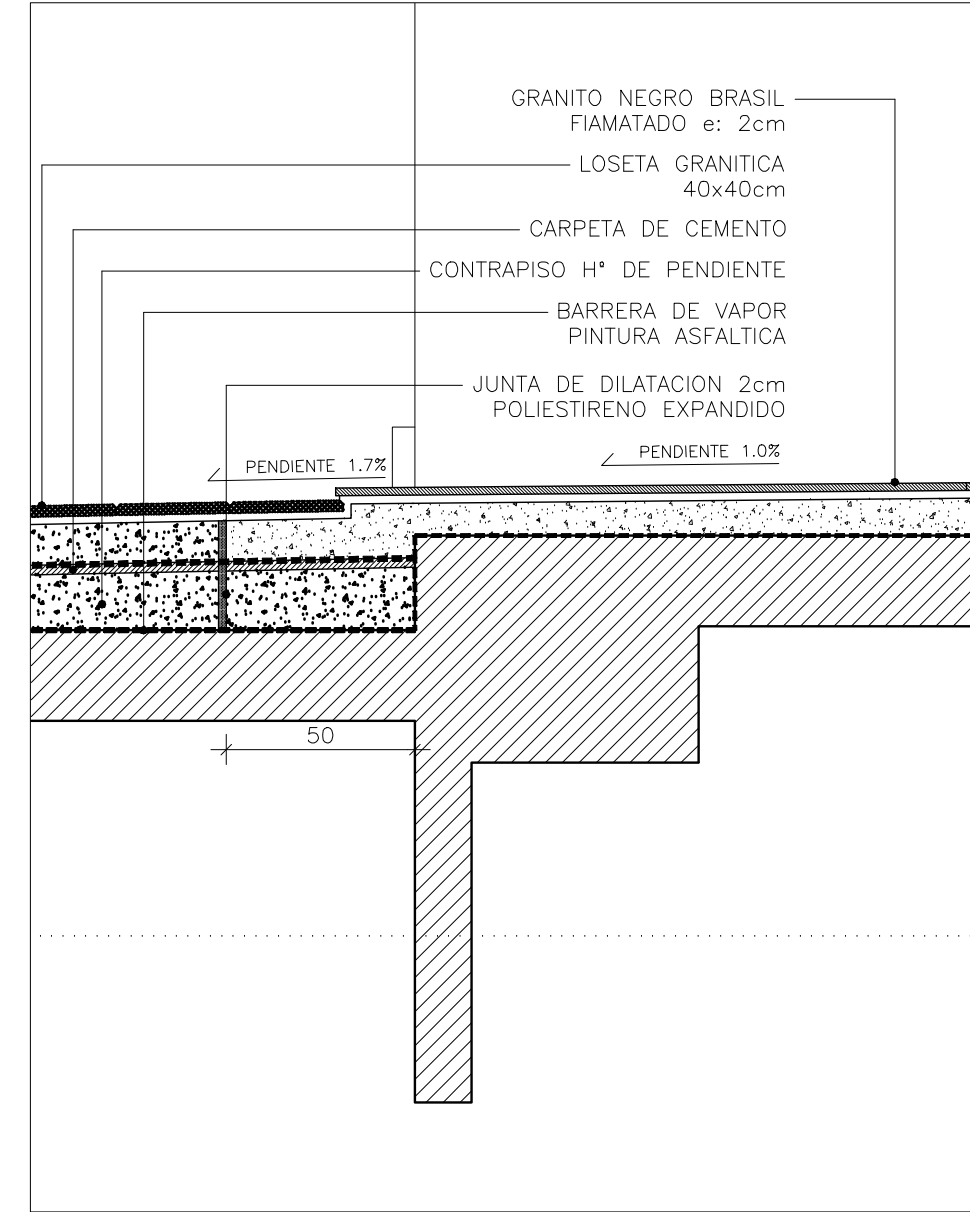 GRANITO NEGRO BRASIL
FIAMATADO e: 2cm
LOSETA GRANITICA
40x40cm
CARPETA DE CEMENTO
CONTRAPISO Hº DE PENDIENTE
BARRERA DE VAPOR
PINTURA ASFALTICA
JUNTA DE DILATACION 2cm
POLIESTIRENO EXPANDIDO
PENDIENTE 1.7%
PENDIENTE 1.0%
50